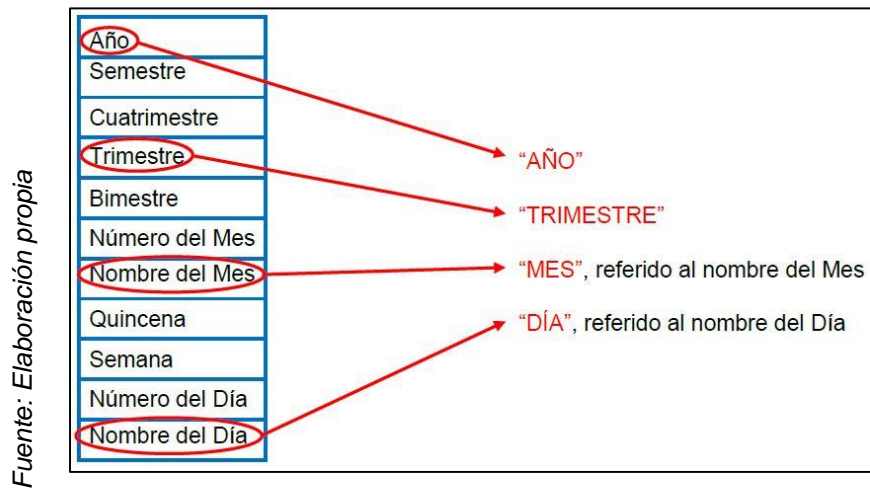 Año
Semestre
Cuatrimestre
Trimestre
Bimestre
Número del Mes
Nombre del Mes
Quincena
Semana
Número del Día
Nombre del Día
“AÑO”
“TRIMESTRE”
“MES”, referido al nombre del Mes
“DÍA”, referido al nombre del Día
Fuente: Elaboración propia